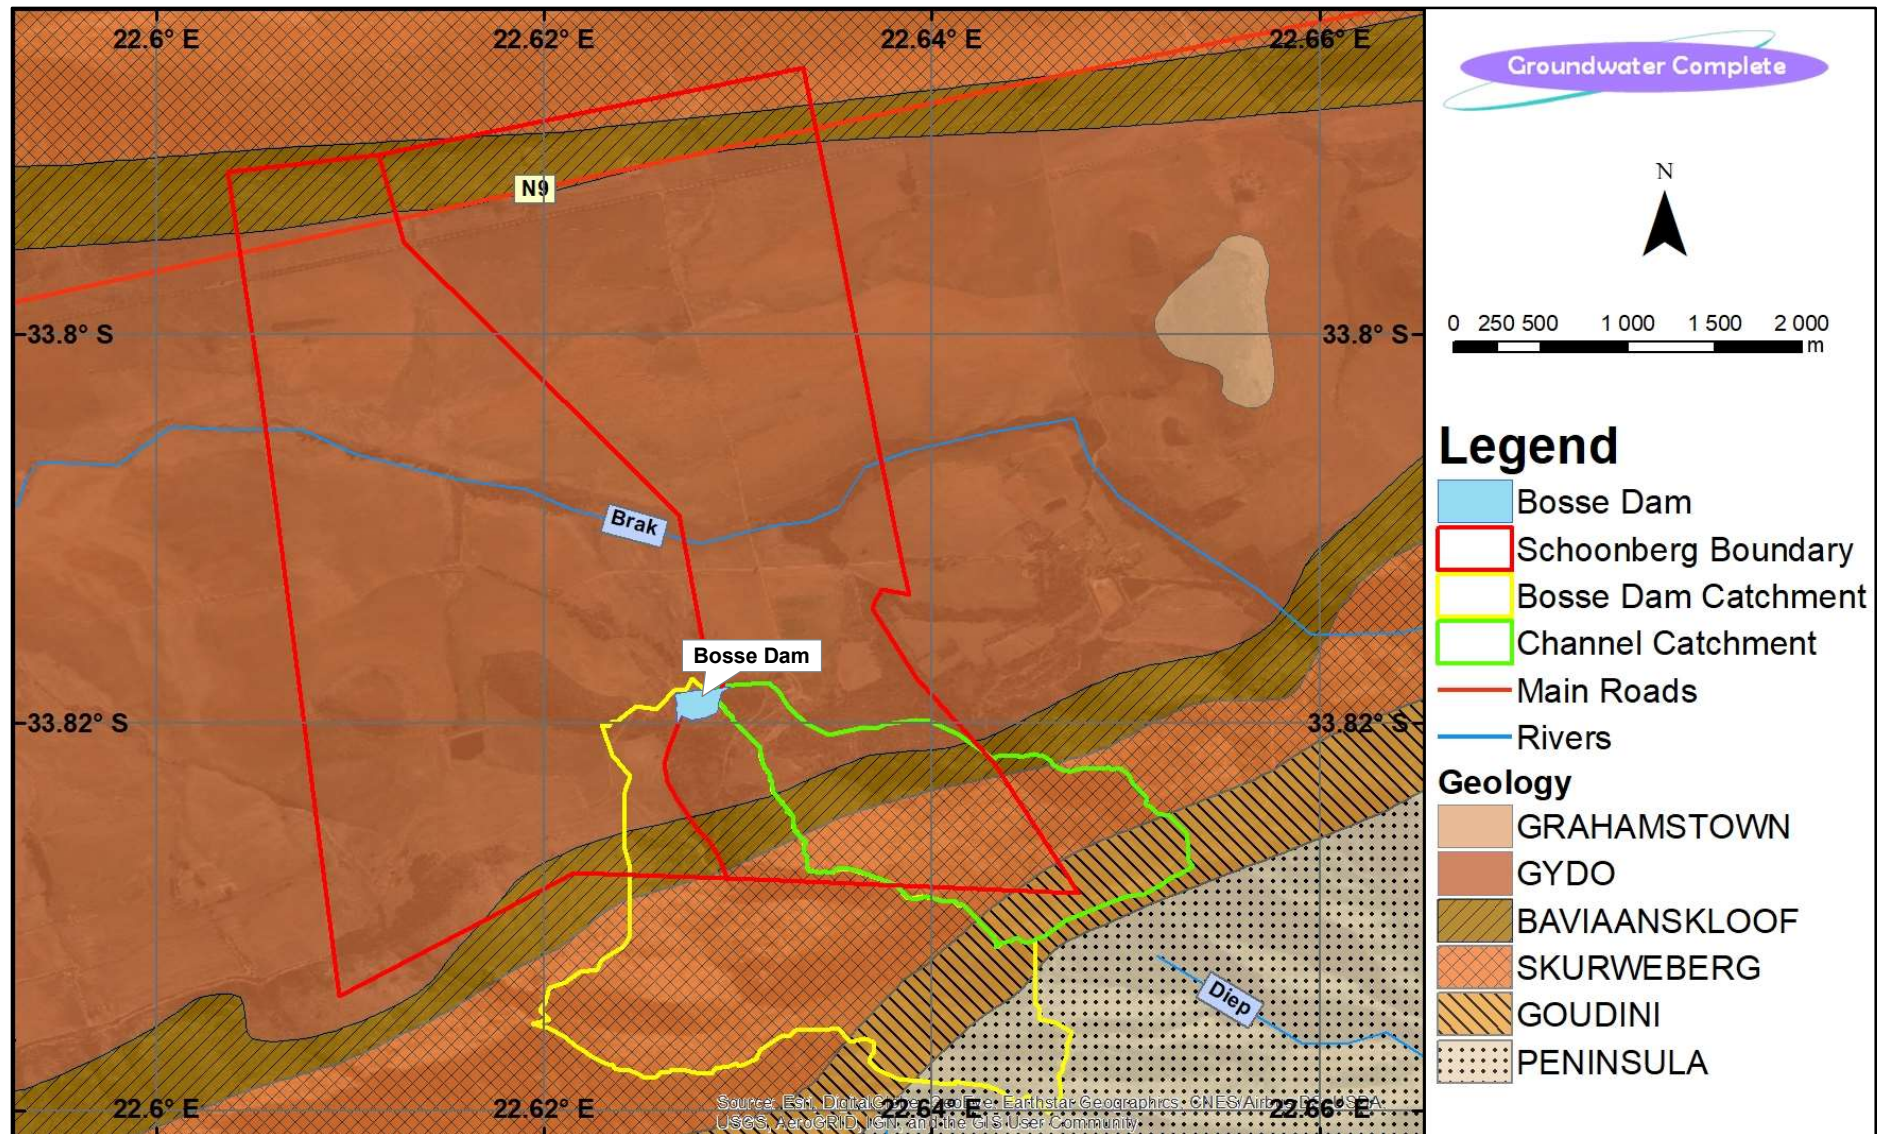 22.6° E
22.62° E
22.64° E
22.66° E
N9
33.8° S
33.8° S
Brak
Bosse Dam
33.82° S
33.82° S
Diep
22.6° E
22.62° E
22.64° E
22.66° E
Source: Esri, DigitalGlobe, GeoEye, Earthstar Geographics, CNES/Airbus DS, USDA,
USGS, AeroGRID, IGN, and the GIS User Community
Groundwater Complete
N
0 250 500 1 000 1 500 2 000
m
Legend
Bosse Dam
Schoonberg Boundary
Bosse Dam Catchment
Channel Catchment
Main Roads
Rivers
Geology
GRAHAMSTOWN
GYDO
BAVIAANSKLOOF
SKURWEBERG
GOUDINI
PENINSULA